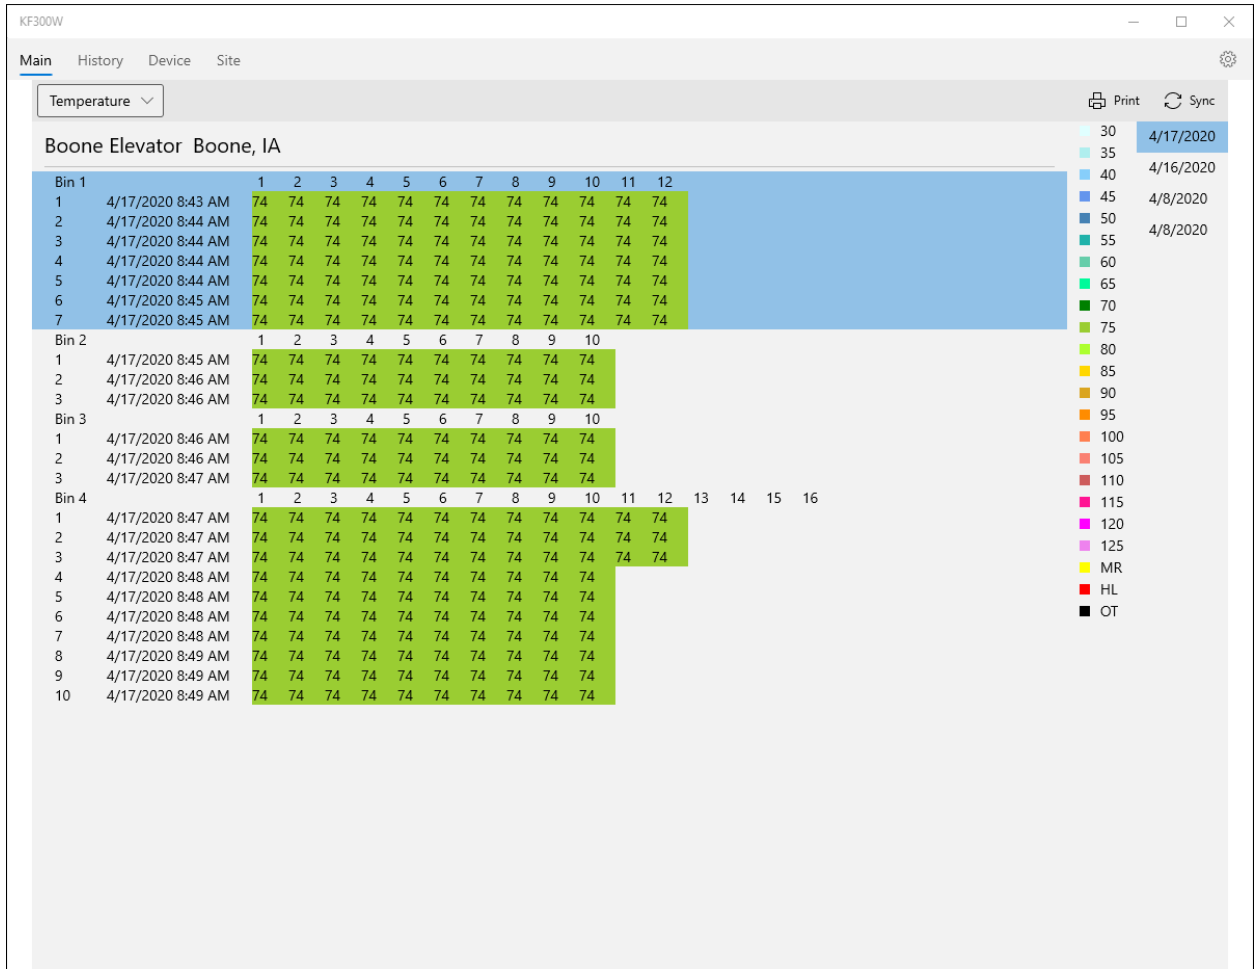 KF300W
Main History Device Site
Temperature Print Sync
Boone Elevator Boone, IA
Bin 1 1 2 3 4 5 6 7 8 9 10 11 12
1 4/17/2020 8:43 AM 74 74 74 74 74 74 74 74 74 74 74 74
2 4/17/2020 8:44 AM 74 74 74 74 74 74 74 74 74 74 74 74
3 4/17/2020 8:44 AM 74 74 74 74 74 74 74 74 74 74 74 74
4 4/17/2020 8:44 AM 74 74 74 74 74 74 74 74 74 74 74 74
5 4/17/2020 8:44 AM 74 74 74 74 74 74 74 74 74 74 74 74
6 4/17/2020 8:45 AM 74 74 74 74 74 74 74 74 74 74 74 74
7 4/17/2020 8:45 AM 74 74 74 74 74 74 74 74 74 74 74 74
Bin 2 1 2 3 4 5 6 7 8 9 10
1 4/17/2020 8:45 AM 74 74 74 74 74 74 74 74 74 74
2 4/17/2020 8:46 AM 74 74 74 74 74 74 74 74 74 74
3 4/17/2020 8:46 AM 74 74 74 74 74 74 74 74 74 74
Bin 3 1 2 3 4 5 6 7 8 9 10
1 4/17/2020 8:46 AM 74 74 74 74 74 74 74 74 74 74
2 4/17/2020 8:46 AM 74 74 74 74 74 74 74 74 74 74
3 4/17/2020 8:47 AM 74 74 74 74 74 74 74 74 74 74
Bin 4 1 2 3 4 5 6 7 8 9 10 11 12 13 14 15 16
1 4/17/2020 8:47 AM 74 74 74 74 74 74 74 74 74 74 74 74
2 4/17/2020 8:47 AM 74 74 74 74 74 74 74 74 74 74 74 74
3 4/17/2020 8:47 AM 74 74 74 74 74 74 74 74 74 74 74 74
4 4/17/2020 8:48 AM 74 74 74 74 74 74 74 74 74 74
5 4/17/2020 8:48 AM 74 74 74 74 74 74 74 74 74 74
6 4/17/2020 8:48 AM 74 74 74 74 74 74 74 74 74 74
7 4/17/2020 8:48 AM 74 74 74 74 74 74 74 74 74 74
8 4/17/2020 8:49 AM 74 74 74 74 74 74 74 74 74 74
9 4/17/2020 8:49 AM 74 74 74 74 74 74 74 74 74 74
10 4/17/2020 8:49 AM 74 74 74 74 74 74 74 74 74 74
30
35
40
45
50
55
60
65
70
75
80
85
90
95
100
105
110
115
120
125
MR
HL
OT
4/17/2020
4/16/2020
4/8/2020
4/8/2020